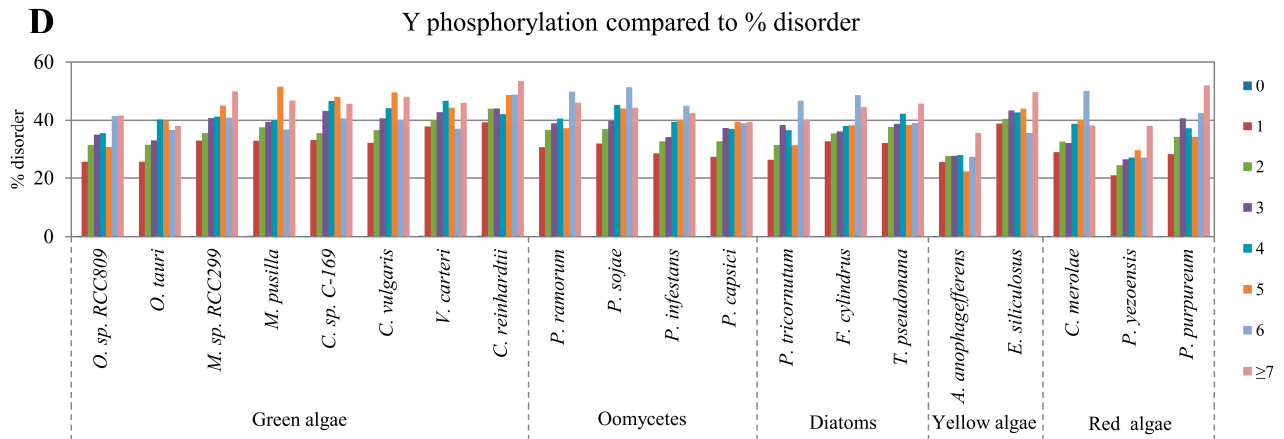 D
Y phosphorylation compared to % disorder
% disorder
60
40
20
0
O. sp. RCC809
O. tauri
M. sp. RCC299
M. pusilla
C. sp. C-169
C. vulgaris
V. carteri
C. reinhardtii
P. ramorum
P. sojae
P. infestans
P. capsici
P. tricornutum
F. cylindrus
T. pseudonana
A. anophagefferens
E. siliculosus
C. merolae
P. yezoensis
P. purpureum
Green algae
Oomycetes
Diatoms
Yellow algae
Red algae
0
1
2
3
4
5
6
≥7